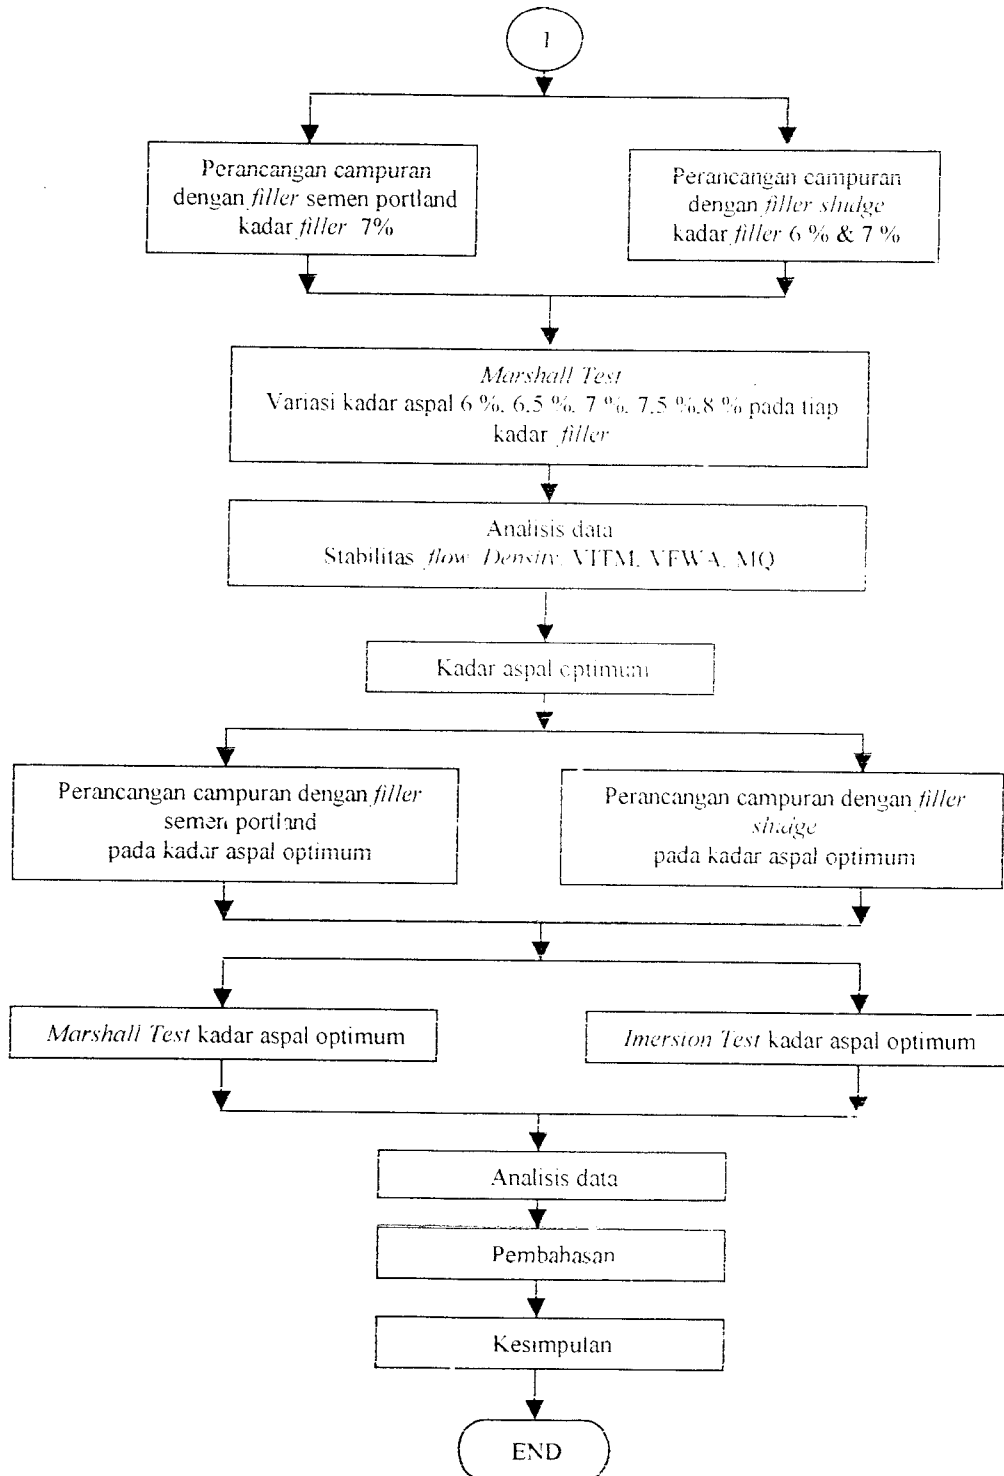 1
Perancangan campuran
dengan filler semen portland
kadar filler 7%
Perancangan campuran
dengan filler sludge
kadar filler 6 % & 7 %
Marshall Test
Variasi kadar aspal 6 %, 6,5 %, 7 %, 7,5 %,8 % pada tiap
kadar filler
Analisis data
Stabilitas, flow, Density, VITM, VFWA, MQ
Kadar aspal optimum
Perancangan campuran dengan filler
semen portland
pada kadar aspal optimum
Perancangan campuran dengan filler
sludge
pada kadar aspal optimum
Marshall Test kadar aspal optimum
Imersion Test kadar aspal optimum
Analisis data
Pembahasan
Kesimpulan
END